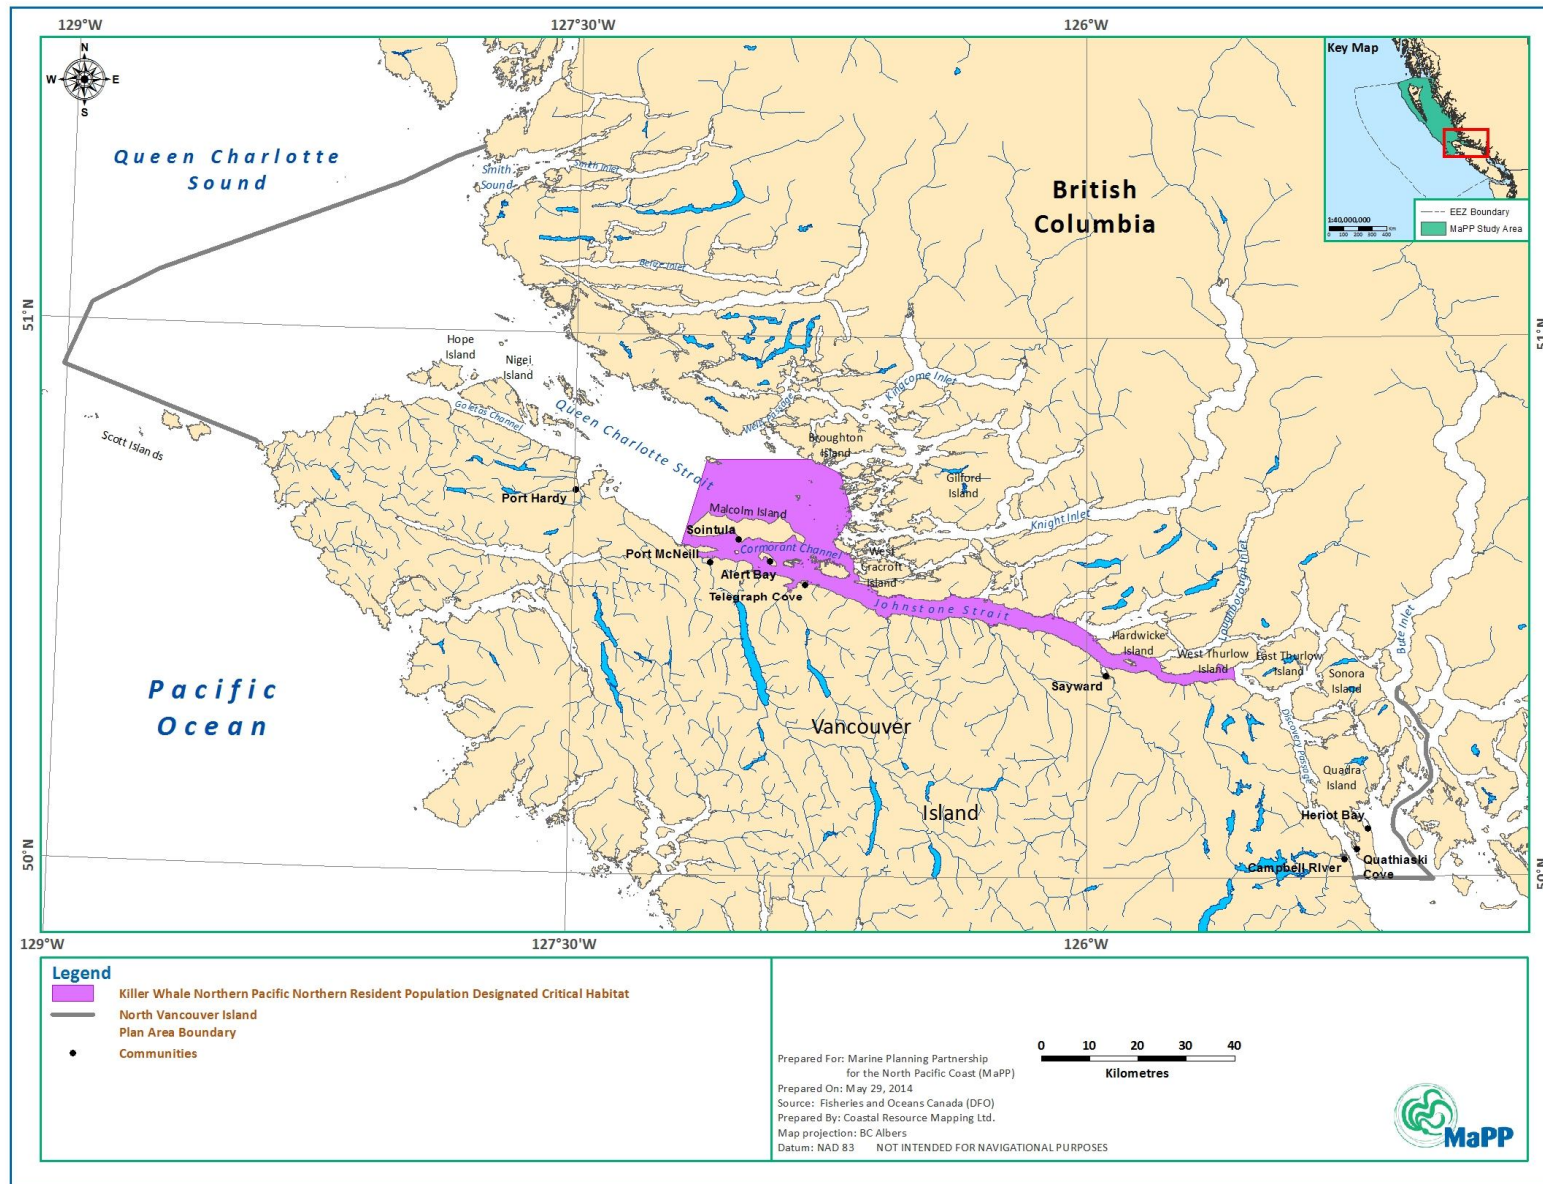 129°W
127°30'W
126°W
N
W
E
S
Key Map
1:40,000,000
0 100 200 300 400 km
EEZ Boundary
MaPP Study Area
Queen Charlotte
Sound
Smith
Sound
Smith Inlet
British
Columbia
Belize Inlet
51°N
51°N
Hope
Island
Nigei
Island
Goletas Channel
Queen Charlotte Strait
Wells Passage
Kingcome Inlet
Scott Islands
Broughton
Island
Gilford
Island
Port Hardy
Malcolm Island
Knight Inlet
Sointula
Port McNeill
Cormorant Channel
West
Cracroft
Island
Alert Bay
Telegraph Cove
Johnstone Strait
Loughborough Inlet
Bute Inlet
Hardwicke
Island
West Thurlow
Island
East Thurlow
Island
Sonora
Island
Sayward
Pacific
Ocean
Vancouver
Island
Discovery Passage
Quadra
Island
Heriot Bay
Campbell River
Quathiaski
Cove
50°N
50°N
129°W
127°30'W
126°W
Legend
Killer Whale Northern Pacific Northern Resident Population Designated Critical Habitat
North Vancouver Island
Plan Area Boundary
Communities
0 10 20 30 40
Kilometres
Prepared For: Marine Planning Partnership
for the North Pacific Coast (MaPP)
Prepared On: May 29, 2014
Source: Fisheries and Oceans Canada (DFO)
Prepared By: Coastal Resource Mapping Ltd.
Map projection: BC Albers
Datum: NAD 83 NOT INTENDED FOR NAVIGATIONAL PURPOSES
MaPP